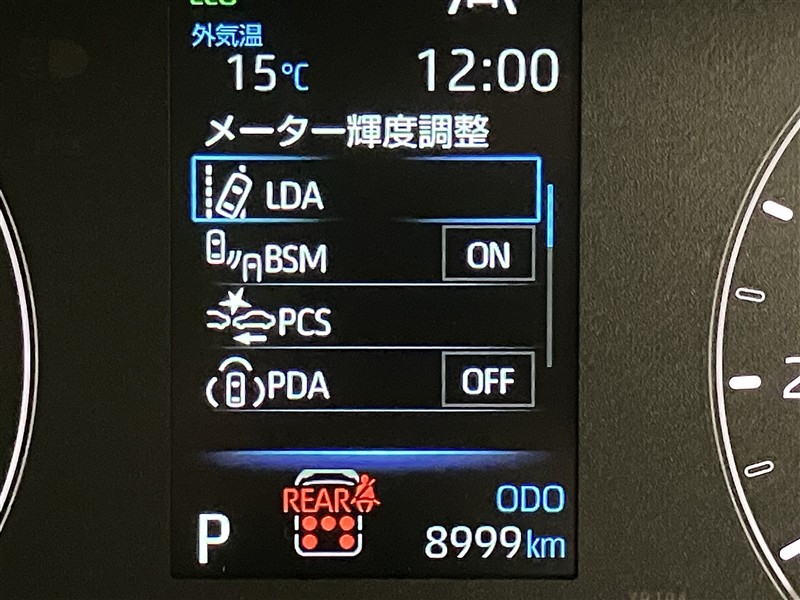 外気温
15℃ 12:00
メーター輝度調整
LDA
BSM ON
PCS
PDA OFF
REAR
ODO
P 8999km
2